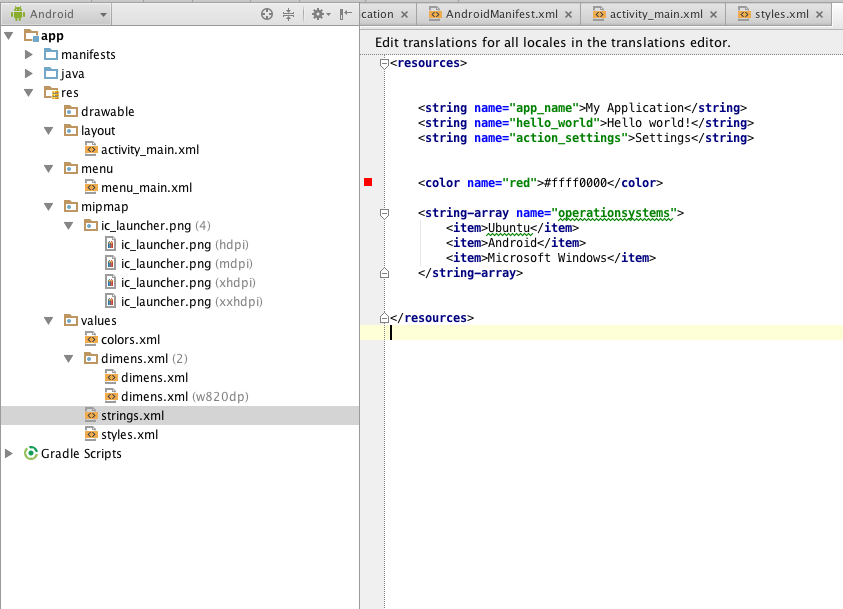 Android
cation
AndroidManifest.xml
activity_main.xml
styles.xml
app
manifests
java
res
drawable
layout
activity_main.xml
menu
menu_main.xml
mipmap
ic_launcher.png (4)
ic_launcher.png (hdpi)
ic_launcher.png (mdpi)
ic_launcher.png (xhdpi)
ic_launcher.png (xxhdpi)
values
colors.xml
dimens.xml (2)
dimens.xml
dimens.xml (w820dp)
strings.xml
styles.xml
Gradle Scripts
Edit translations for all locales in the translations editor.
<resources>
<string name="app_name">My Application</string>
<string name="hello_world">Hello world!</string>
<string name="action_settings">Settings</string>
<color name="red">#ffff0000</color>
<string-array name="operationsystems">
<item>Ubuntu</item>
<item>Android</item>
<item>Microsoft Windows</item>
</string-array>
</resources>